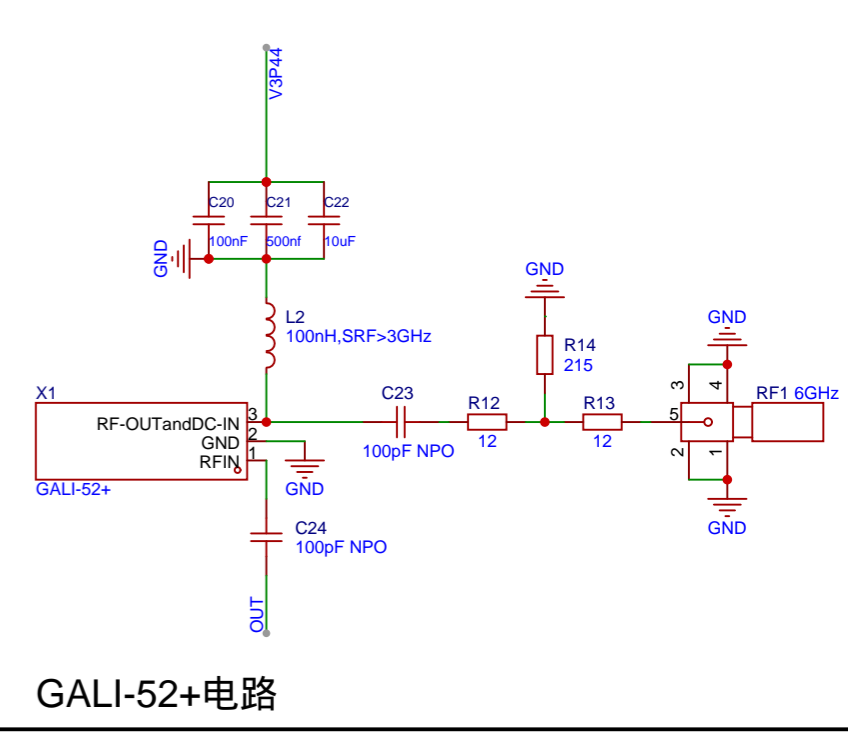 V3P44
C20
C21
C22
100nF
500nf
10uF
GND
L2
100nH,SRF>3GHz
GND
R14
215
GND
X1
RF-OUTandDC-IN
GND
RFIN
3
2
1
GALI-52+
GND
C23
100pF NPO
R12
12
R13
12
3
4
5
2
1
RF1 6GHz
GND
C24
100pF NPO
OUT
GALI-52+电路